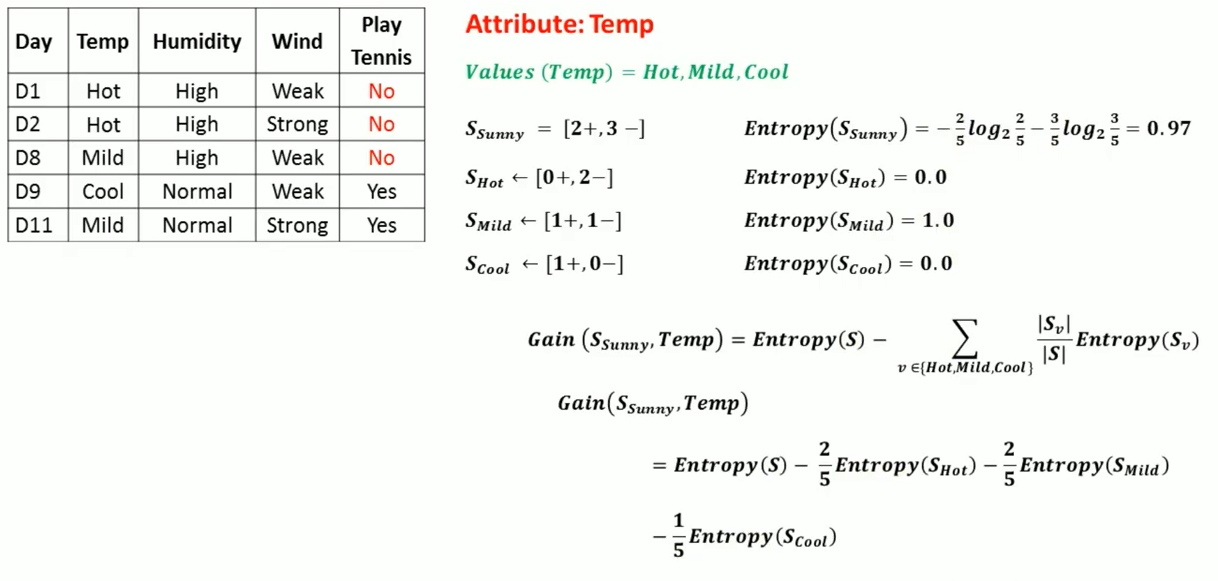 Day Temp Humidity Wind Play Tennis
D1 Hot High Weak No
D2 Hot High Strong No
D8 Mild High Weak No
D9 Cool Normal Weak Yes
D11 Mild Normal Strong Yes
Attribute: Temp
Values (Temp) = Hot, Mild, Cool
S_Sunny = [2+, 3 −] Entropy(S_Sunny) = −2/5 log₂ 2/5 − 3/5 log₂ 3/5 = 0.97
S_Hot ← [0+, 2−] Entropy(S_Hot) = 0.0
S_Mild ← [1+, 1−] Entropy(S_Mild) = 1.0
S_Cool ← [1+, 0−] Entropy(S_Cool) = 0.0
Gain (S_Sunny, Temp) = Entropy(S) − ∑ v ∈{Hot,Mild,Cool} |S_v|/|S| Entropy(S_v)
Gain(S_Sunny, Temp)
= Entropy(S) − 2/5 Entropy(S_Hot) − 2/5 Entropy(S_Mild)
− 1/5 Entropy(S_Cool)